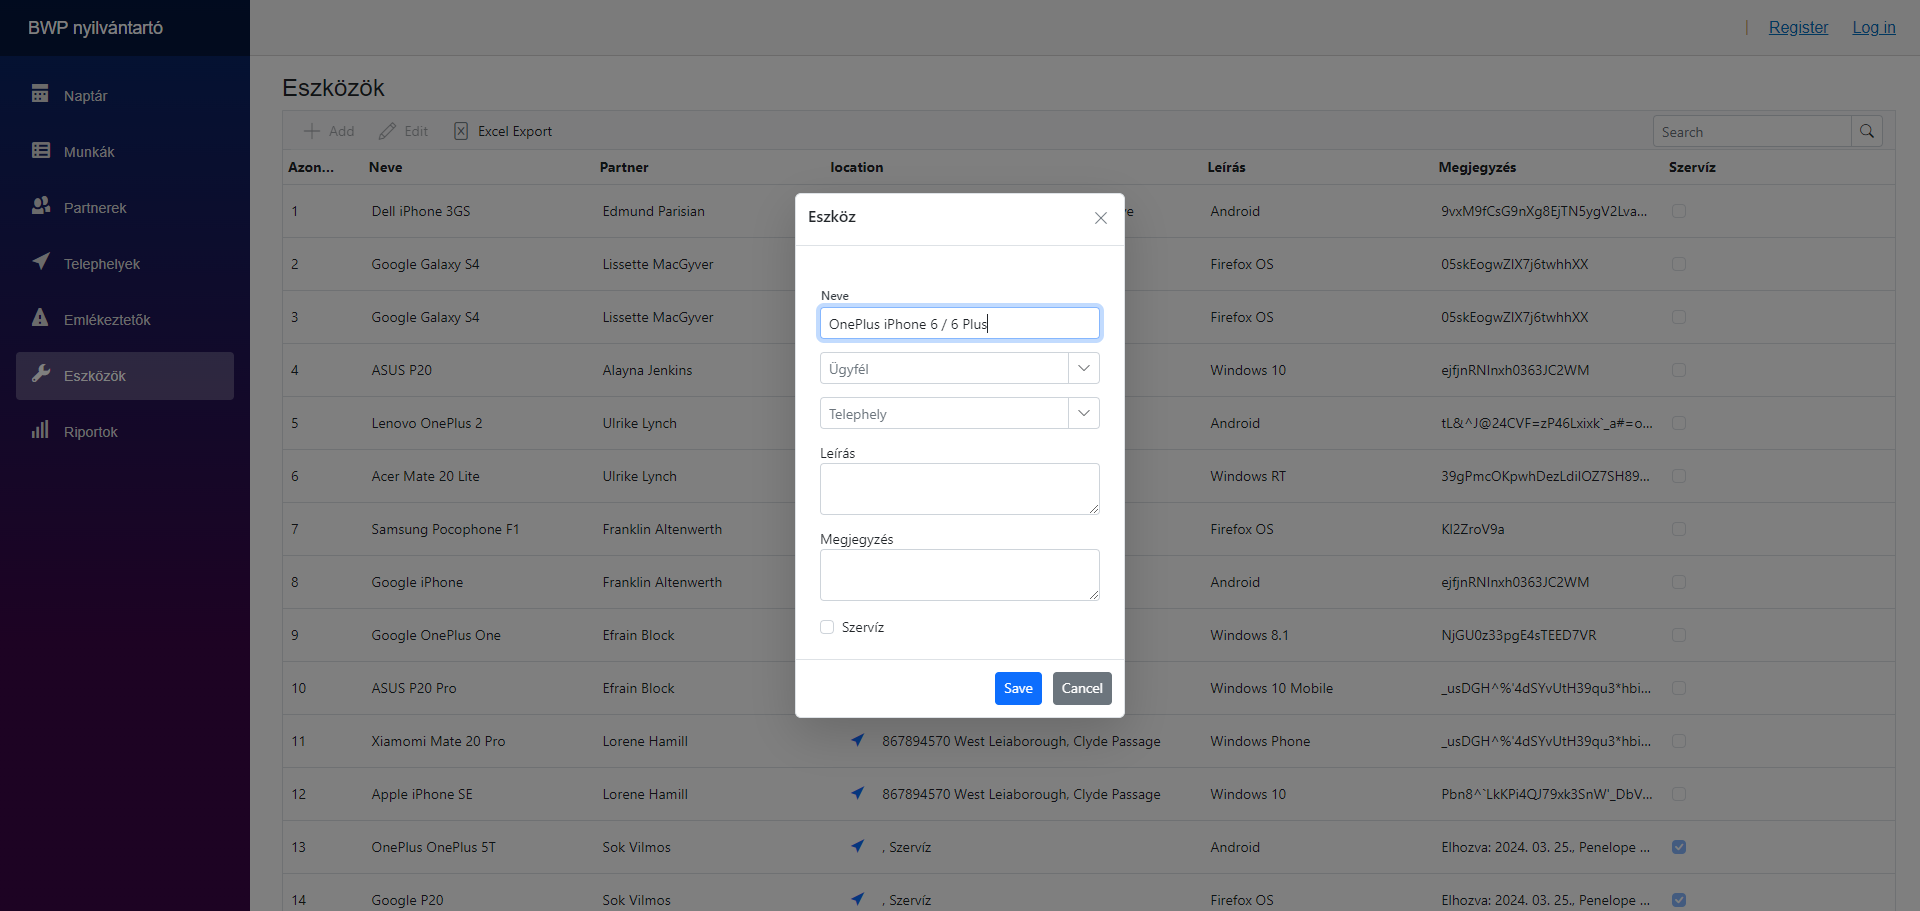 BWP nyilvántartó
Register Log in
Naptár
Munkák
Partnerek
Telephelyek
Emlékeztetők
Eszközök
Riportok
Eszközök
Add Edit Excel Export Search
Azon... Neve Partner location Leírás Megjegyzés Szervíz
1 Dell iPhone 3GS Edmund Parisian Android 9vxM9fCsG9nXg8EjTN5ygV2Lva...
2 Google Galaxy S4 Lissette MacGyver Firefox OS 05skEogwZIX7j6twhhXX
3 Google Galaxy S4 Lissette MacGyver Firefox OS 05skEogwZIX7j6twhhXX
4 ASUS P20 Alayna Jenkins Windows 10 ejfjnRNInxh0363JC2WM
5 Lenovo OnePlus 2 Ulrike Lynch Android tL&^J@24CVF=zP46Lxixk`_a#=o...
6 Acer Mate 20 Lite Ulrike Lynch Windows RT 39gPmcOKpwhDezLdilOZ7SH89...
7 Samsung Pocophone F1 Franklin Altenwerth Firefox OS KI2ZroV9a
8 Google iPhone Franklin Altenwerth Android ejfjnRNInxh0363JC2WM
9 Google OnePlus One Efrain Block Windows 8.1 NjGU0z33pgE4sTEED7VR
10 ASUS P20 Pro Efrain Block Windows 10 Mobile _usDGH^%'4dSYvUtH39qu3*hbi...
11 Xiamomi Mate 20 Pro Lorene Hamill 867894570 West Leiaborough, Clyde Passage Windows Phone _usDGH^%'4dSYvUtH39qu3*hbi...
12 Apple iPhone SE Lorene Hamill 867894570 West Leiaborough, Clyde Passage Windows 10 Pbn8^`LkKPi4QJ79xk3SnW'_DbV...
13 OnePlus OnePlus 5T Sok Vilmos , Szervíz Android Elhozva: 2024. 03. 25., Penelope ...
14 Google P20 Sok Vilmos , Szervíz Firefox OS Elhozva: 2024. 03. 25., Penelope ...
Eszköz
Neve
OnePlus iPhone 6 / 6 Plus
Ügyfél
Telephely
Leírás
Megjegyzés
Szervíz
Save Cancel